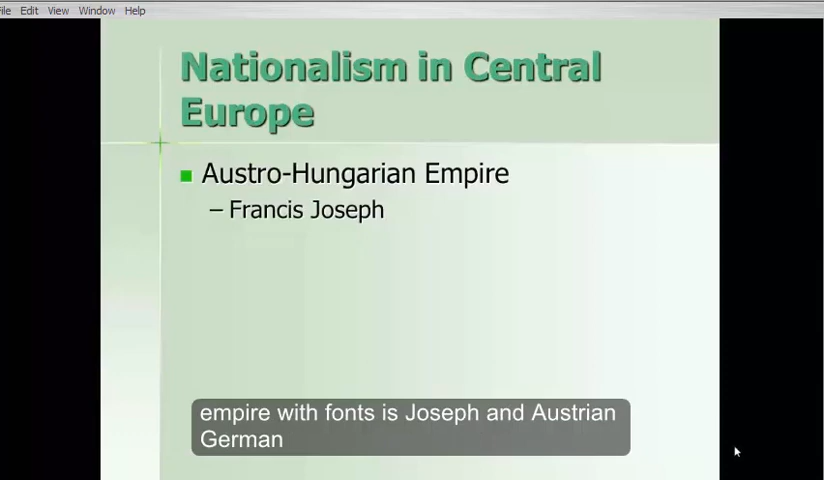 File Edit View Window Help
Nationalism in Central
Europe
Austro-Hungarian Empire
– Francis Joseph
empire with fonts is Joseph and Austrian
German